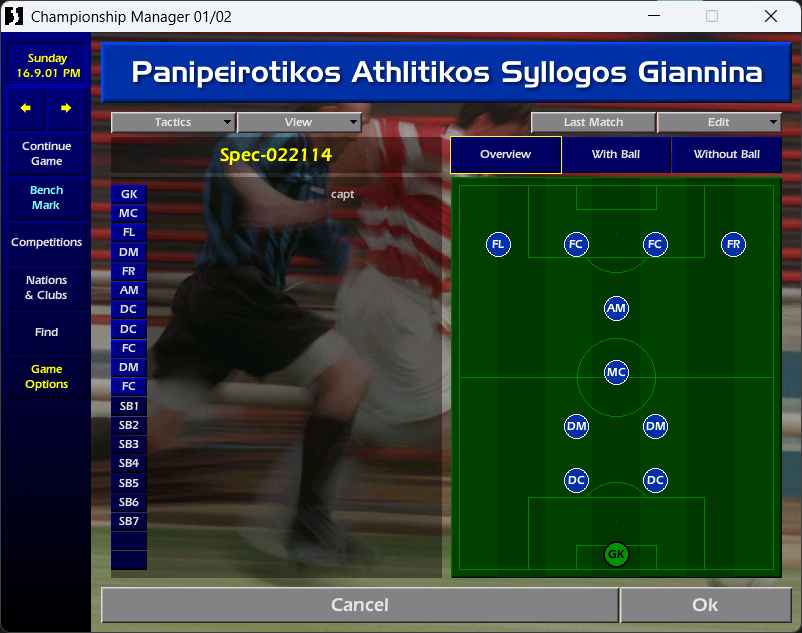 Championship Manager 01/02
Sunday
16.9.01 PM
Panipeirotikos Athlitikos Syllogos Giannina
Tactics
View
Last Match
Edit
Continue
Game
Bench
Mark
Competitions
Nations
& Clubs
Find
Game
Options
Spec-022114
Overview
With Ball
Without Ball
GK capt
MC
FL
DM
FR
AM
DC
DC
FC
DM
FC
SB1
SB2
SB3
SB4
SB5
SB6
SB7
FL FC FC FR
AM
MC
DM DM
DC DC
GK
Cancel
Ok